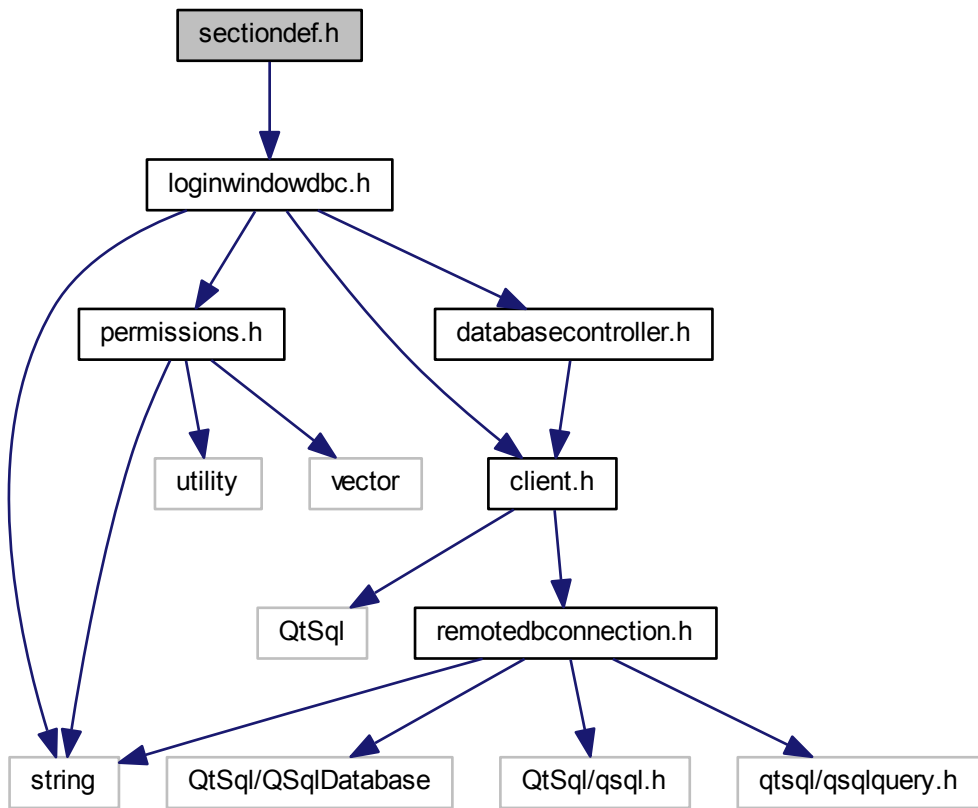 sectiondef.h
loginwindowdbc.h
permissions.h
databasecontroller.h
utility
vector
client.h
QtSql
remotedbconnection.h
string
QtSql/QSqlDatabase
QtSql/qsql.h
qtsql/qsqlquery.h